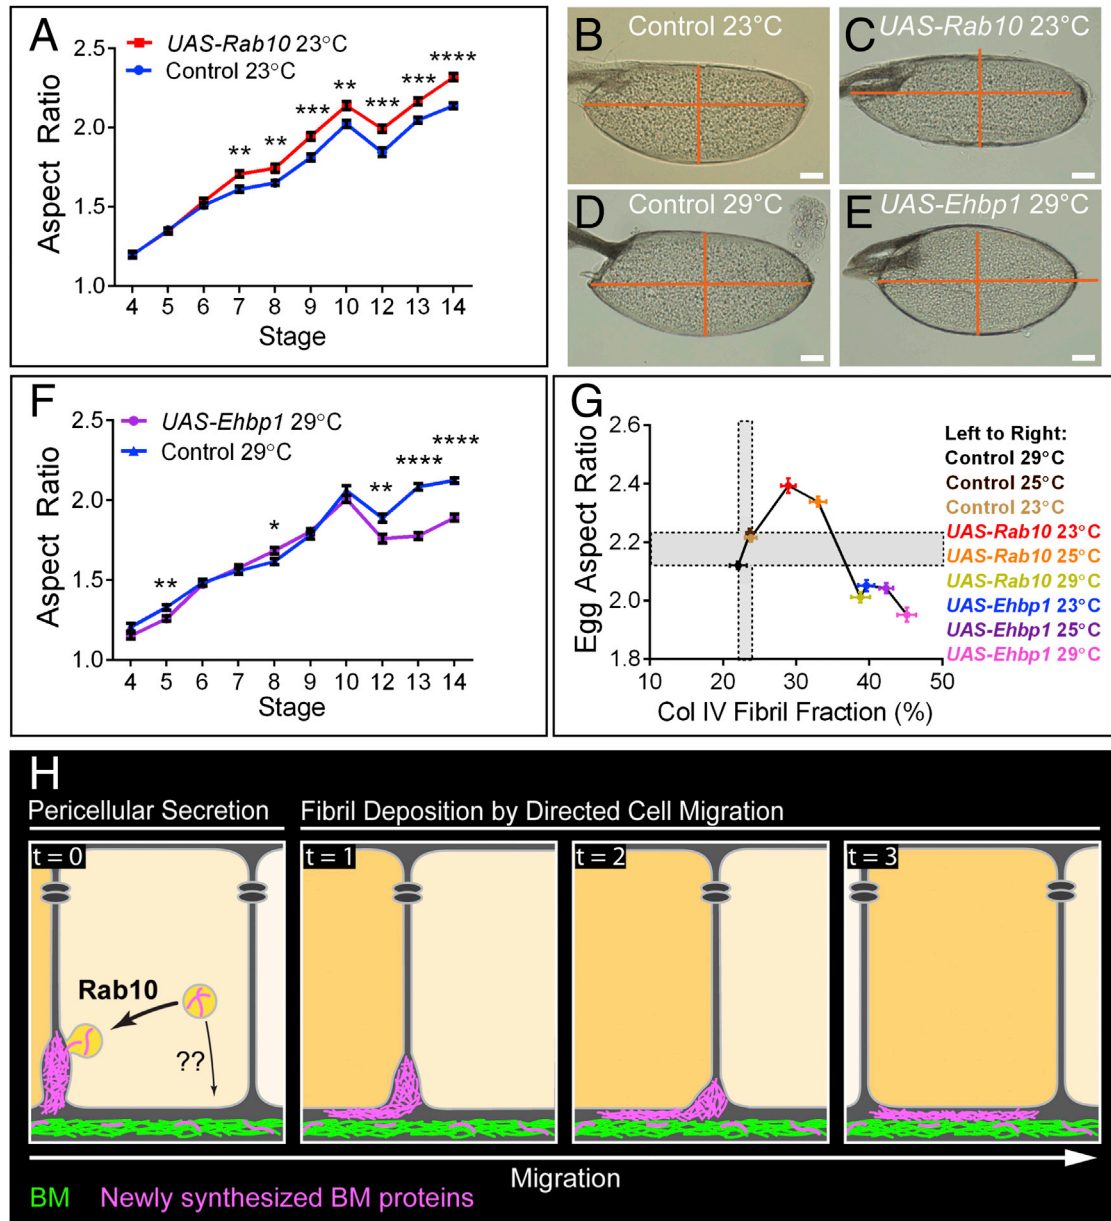 A
UAS-Rab10 23°C
Control 23°C
Aspect Ratio
2.5
2.0
1.5
1.0
**
**
***
**
***
***
****
4 5 6 7 8 9 10 12 13 14
Stage
B Control 23°C
C UAS-Rab10 23°C
D Control 29°C
E UAS-Ehbp1 29°C
F
UAS-Ehbp1 29°C
Control 29°C
Aspect Ratio
2.5
2.0
1.5
1.0
**
*
**
****
****
4 5 6 7 8 9 10 12 13 14
Stage
G
Egg Aspect Ratio
2.6
2.4
2.2
2.0
1.8
10 20 30 40 50
Col IV Fibril Fraction (%)
Left to Right:
Control 29°C
Control 25°C
Control 23°C
UAS-Rab10 23°C
UAS-Rab10 25°C
UAS-Rab10 29°C
UAS-Ehbp1 23°C
UAS-Ehbp1 25°C
UAS-Ehbp1 29°C
H
Pericellular Secretion
Fibril Deposition by Directed Cell Migration
t = 0
t = 1
t = 2
t = 3
Rab10
??
Migration
BM Newly synthesized BM proteins